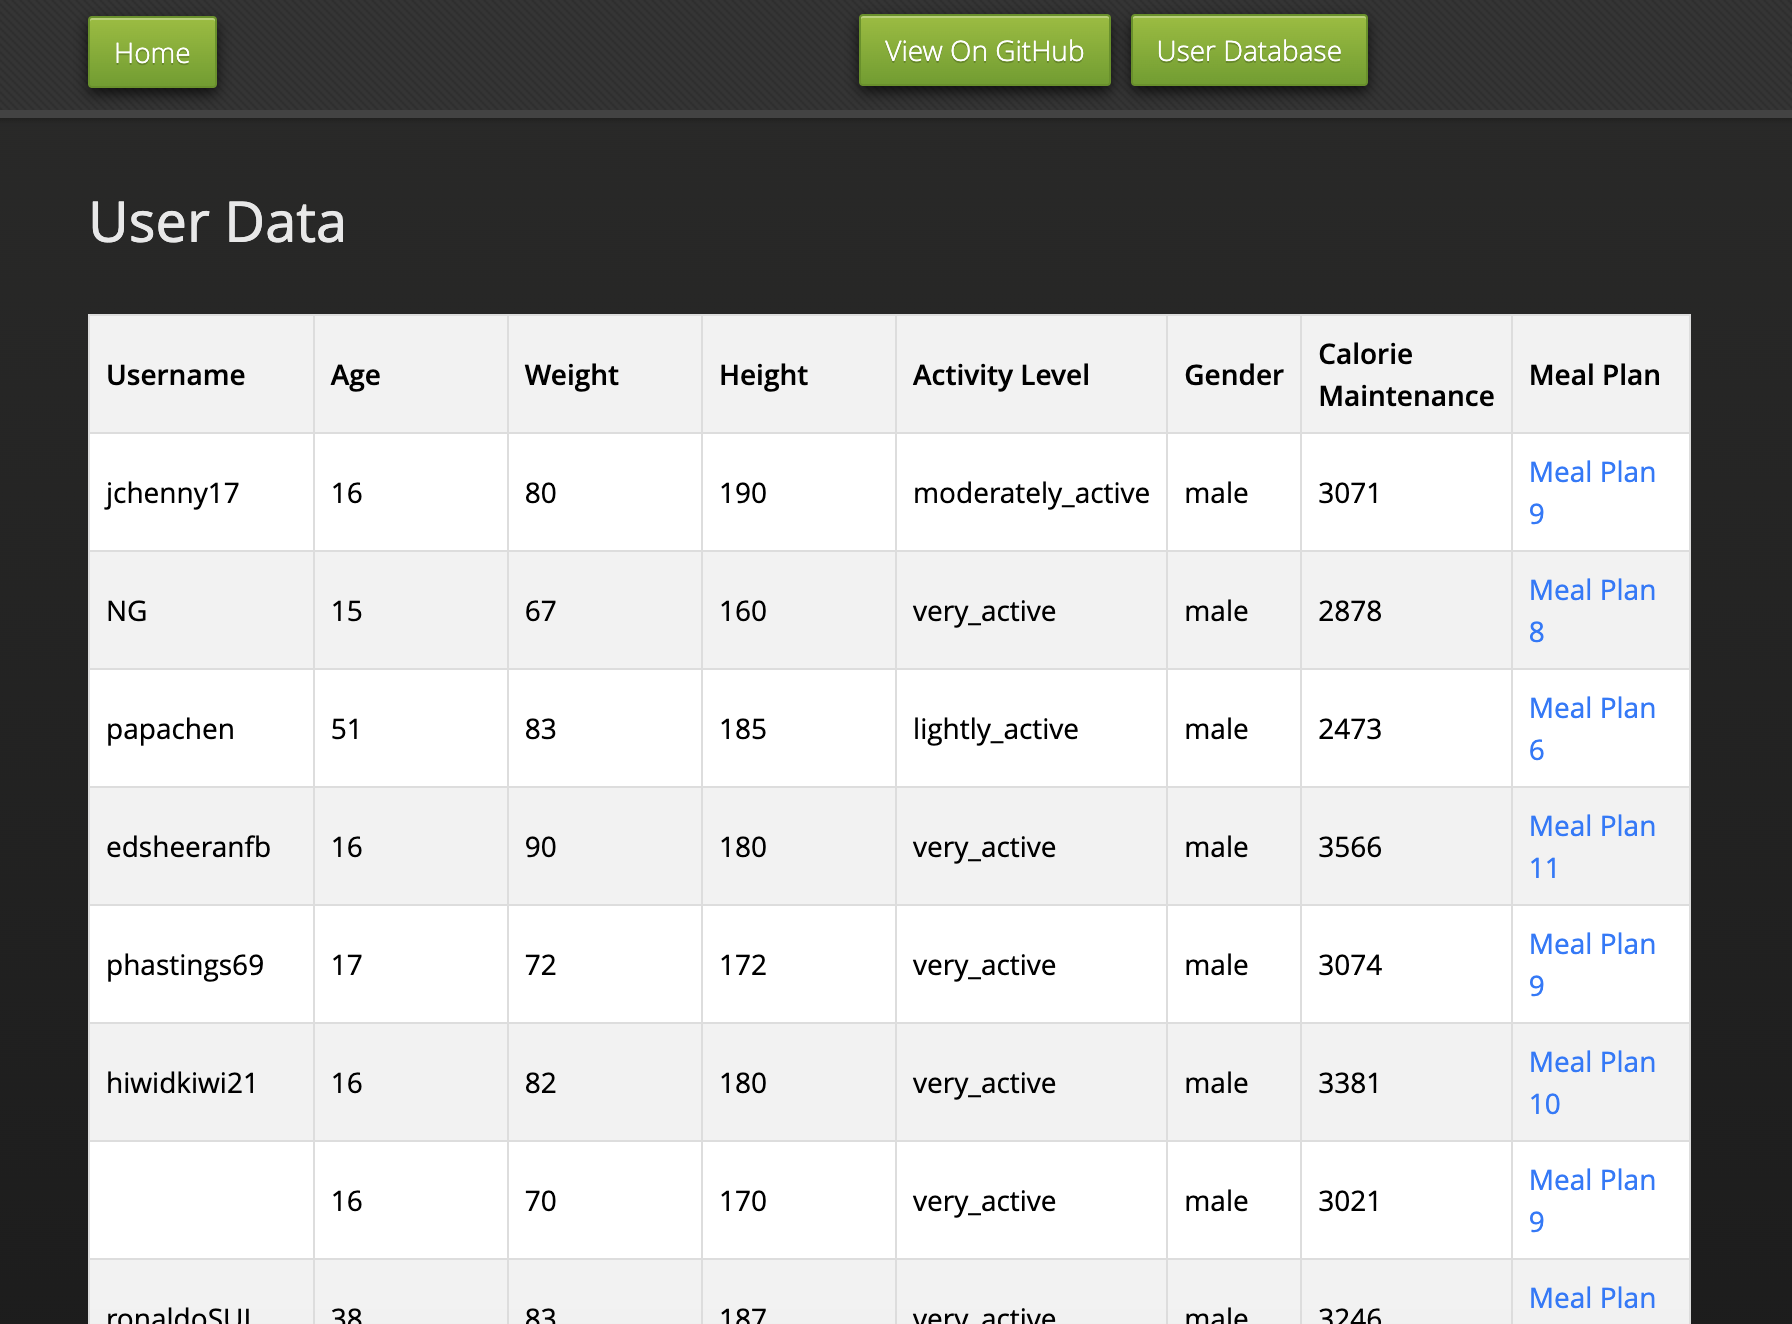 Home
View On GitHub
User Database
User Data
Username Age Weight Height Activity Level Gender Calorie Maintenance Meal Plan
jchenny17 16 80 190 moderately_active male 3071 Meal Plan 9
NG 15 67 160 very_active male 2878 Meal Plan 8
papachen 51 83 185 lightly_active male 2473 Meal Plan 6
edsheeranfb 16 90 180 very_active male 3566 Meal Plan 11
phastings69 17 72 172 very_active male 3074 Meal Plan 9
hiwidkiwi21 16 82 180 very_active male 3381 Meal Plan 10
16 70 170 very_active male 3021 Meal Plan 9
38 83 187 very_active male 3246 Meal Plan